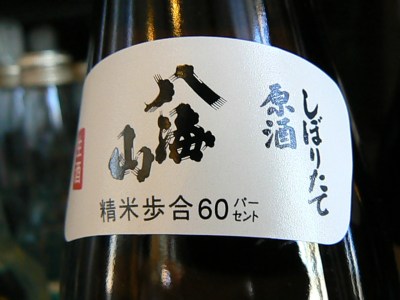 しぼりたて
原酒
八海山
精米歩合60パーセント